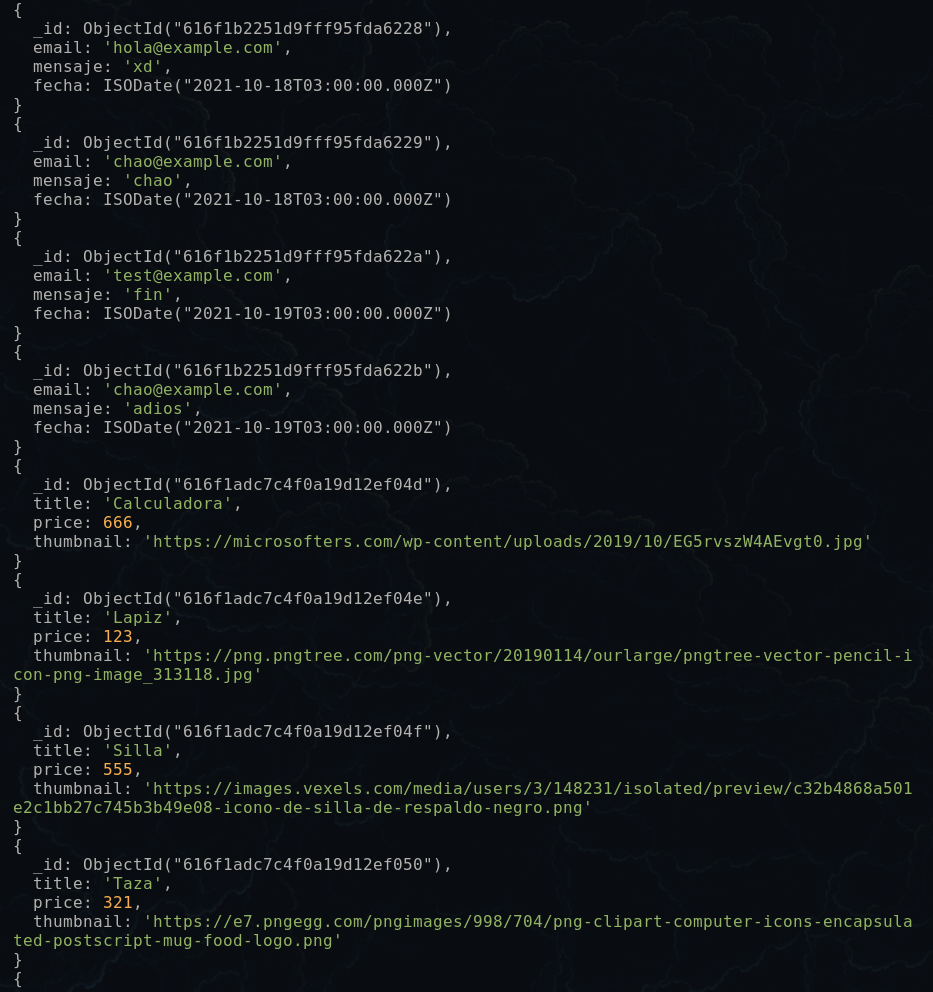 {
  _id: ObjectId("616f1b2251d9fff95fda6228"),
  email: 'hola@example.com',
  mensaje: 'xd',
  fecha: ISODate("2021-10-18T03:00:00.000Z")
}
{
  _id: ObjectId("616f1b2251d9fff95fda6229"),
  email: 'chao@example.com',
  mensaje: 'chao',
  fecha: ISODate("2021-10-18T03:00:00.000Z")
}
{
  _id: ObjectId("616f1b2251d9fff95fda622a"),
  email: 'test@example.com',
  mensaje: 'fin',
  fecha: ISODate("2021-10-19T03:00:00.000Z")
}
{
  _id: ObjectId("616f1b2251d9fff95fda622b"),
  email: 'chao@example.com',
  mensaje: 'adios',
  fecha: ISODate("2021-10-19T03:00:00.000Z")
}
{
  _id: ObjectId("616f1adc7c4f0a19d12ef04d"),
  title: 'Calculadora',
  price: 666,
  thumbnail: 'https://microsofters.com/wp-content/uploads/2019/10/EG5rvszW4AEvgt0.jpg'
}
{
  _id: ObjectId("616f1adc7c4f0a19d12ef04e"),
  title: 'Lapiz',
  price: 123,
  thumbnail: 'https://png.pngtree.com/png-vector/20190114/ourlarge/pngtree-vector-pencil-i
con-png-image_313118.jpg'
}
{
  _id: ObjectId("616f1adc7c4f0a19d12ef04f"),
  title: 'Silla',
  price: 555,
  thumbnail: 'https://images.vexels.com/media/users/3/148231/isolated/preview/c32b4868a501
e2c1bb27c745b3b49e08-icono-de-silla-de-respaldo-negro.png'
}
{
  _id: ObjectId("616f1adc7c4f0a19d12ef050"),
  title: 'Taza',
  price: 321,
  thumbnail: 'https://e7.pngegg.com/pngimages/998/704/png-clipart-computer-icons-encapsula
ted-postscript-mug-food-logo.png'
}
{